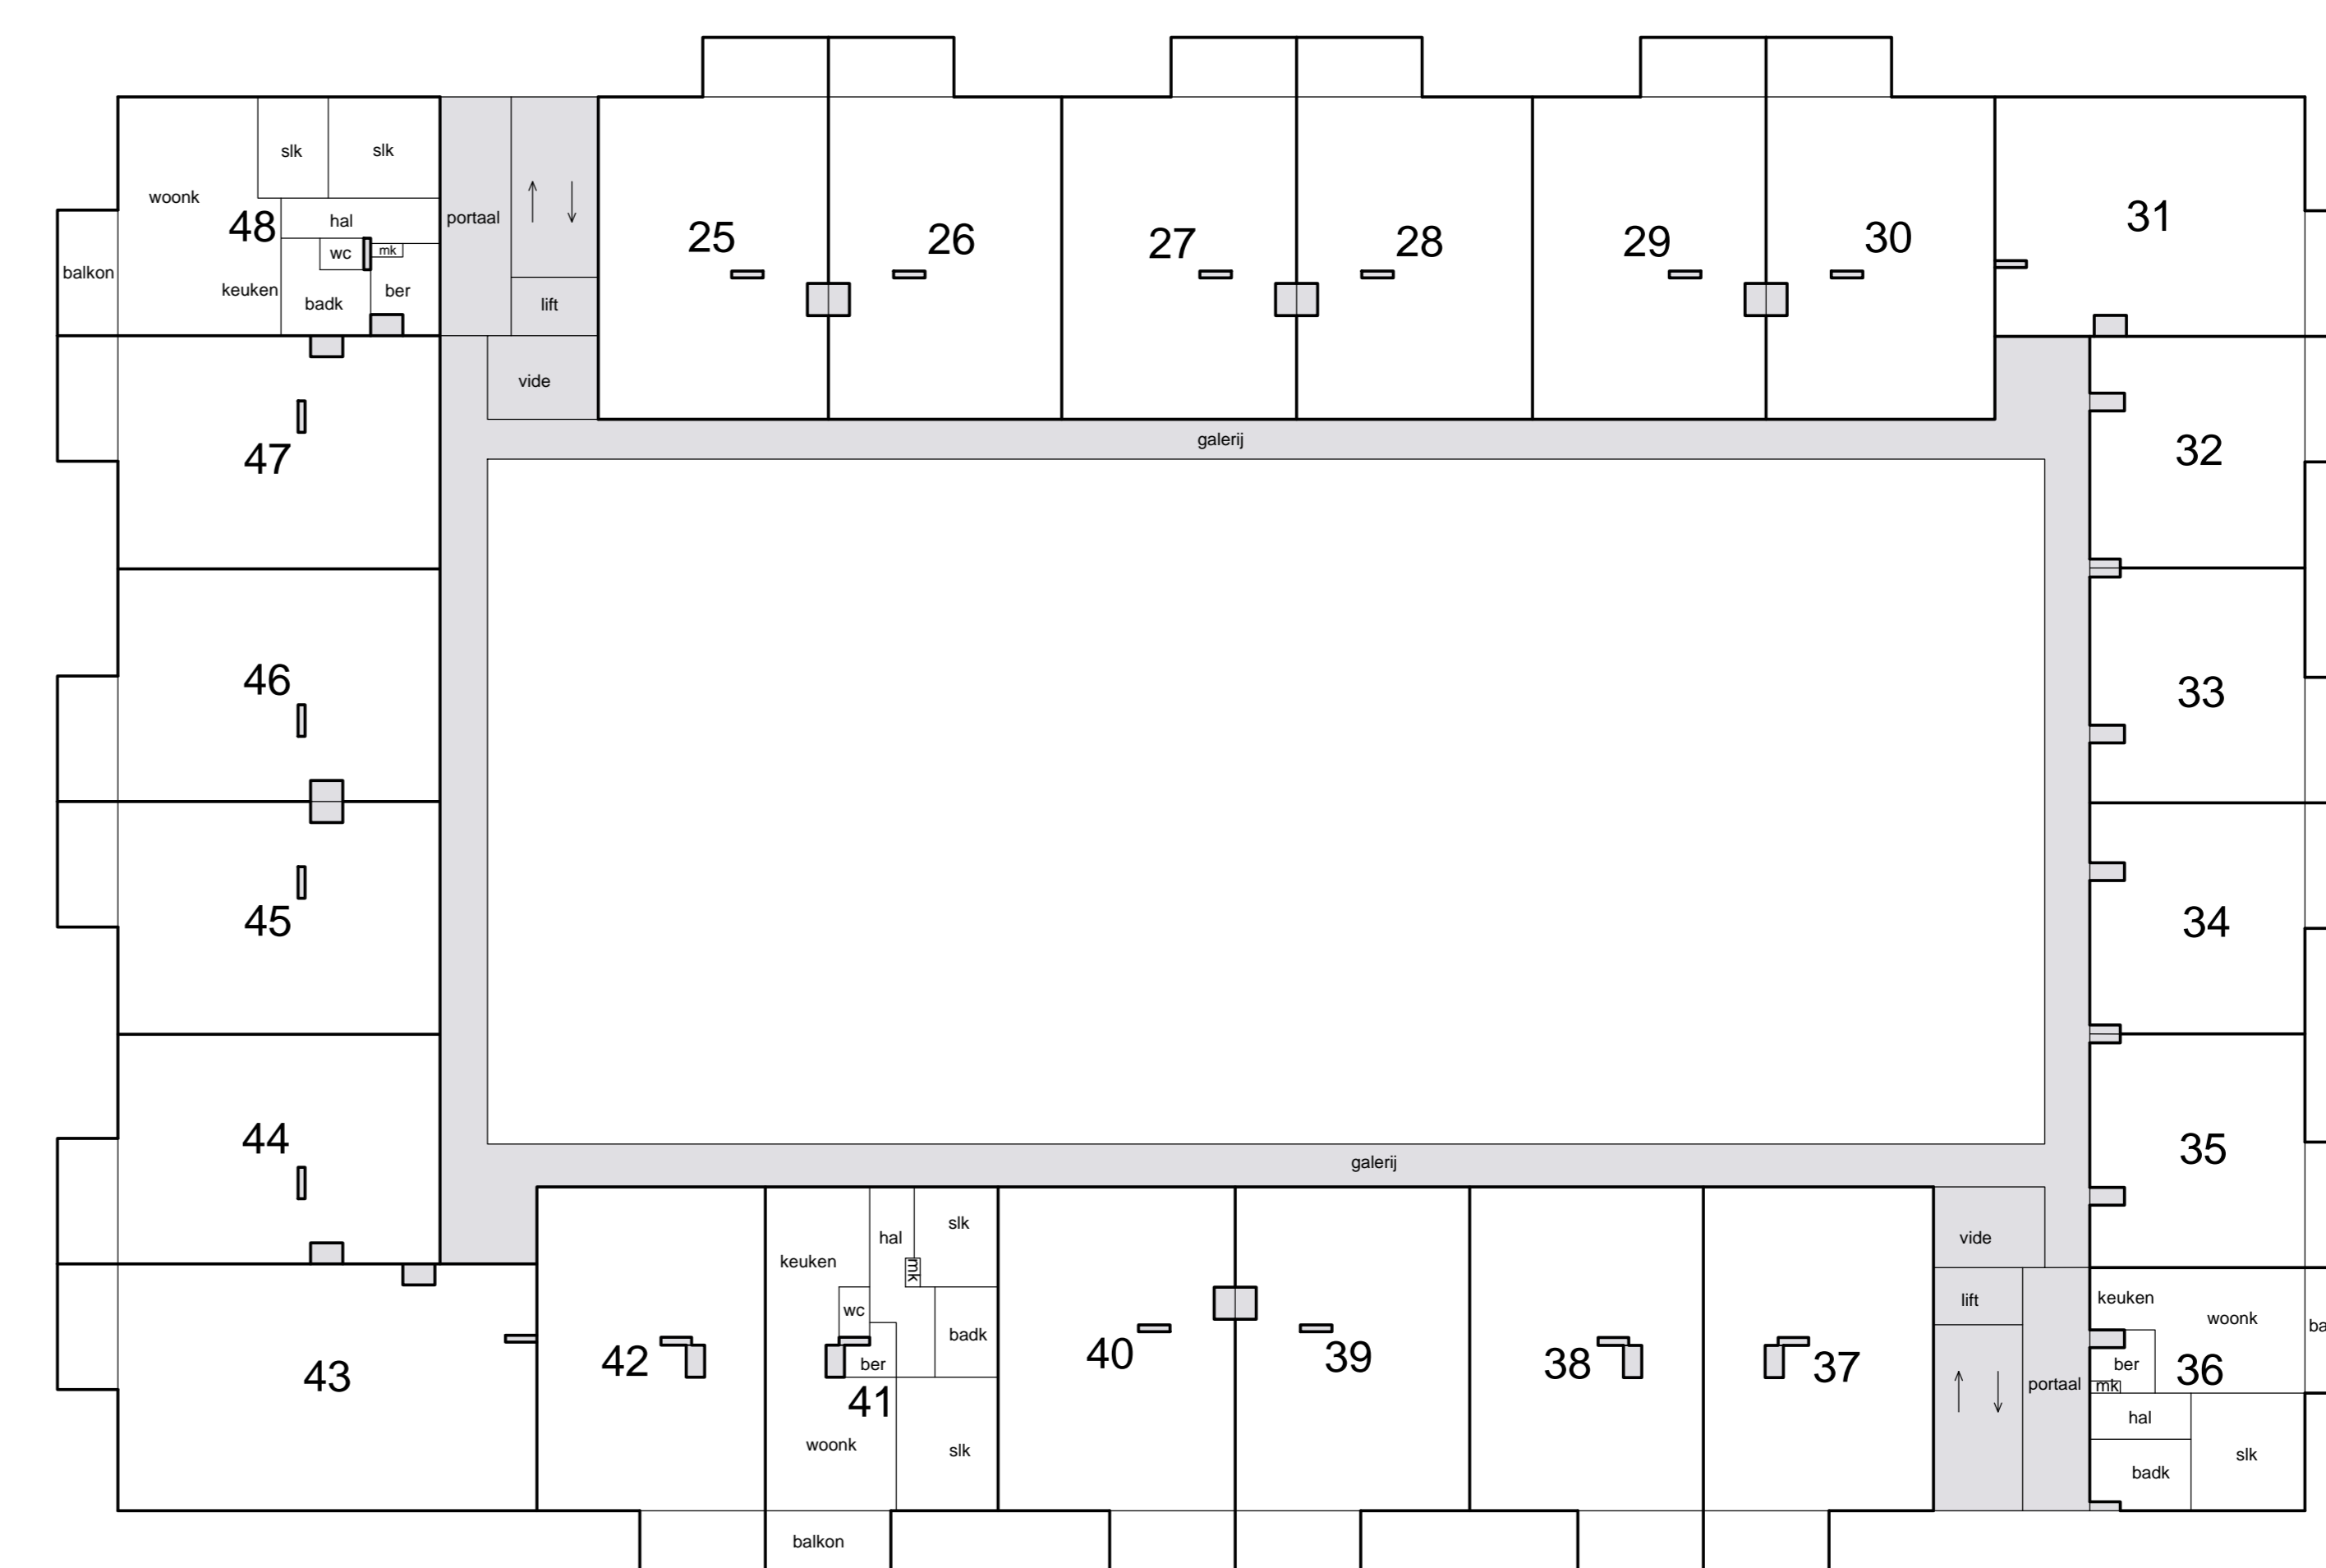 slk
slk
woonk
48
hal
portaal
wc
mk
balkon
keuken
badk
ber
lift
vide
25
26
27
28
29
30
31
galerij
47
32
46
33
45
34
44
35
galerij
43
42
keuken
hal
slk
mk
wc
badk
ber
41
woonk
slk
balkon
40
39
38
37
vide
lift
portaal
keuken
woonk
ba
ber
36
mk
hal
badk
slk